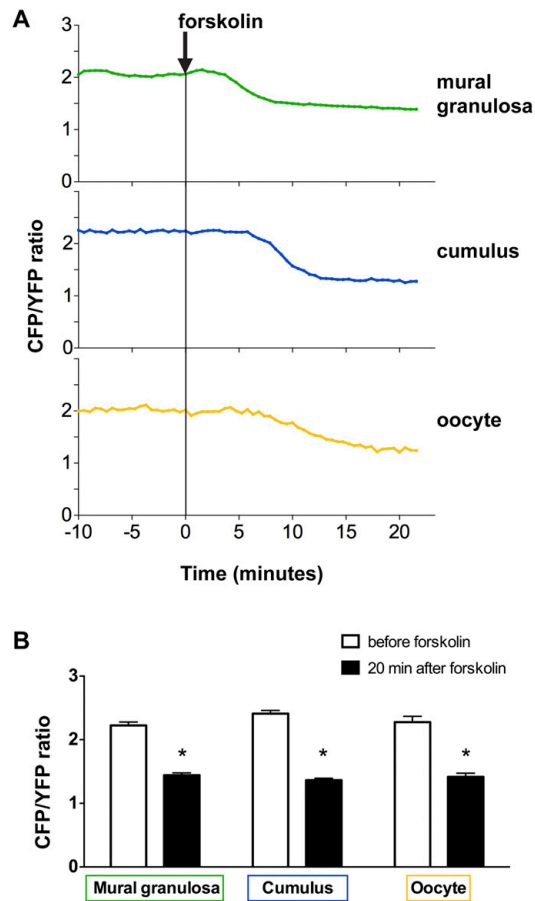 A
forskolin
3
2
1
0
mural
granulosa
2
1
0
cumulus
2
1
0
oocyte
CFP/YFP ratio
-10
-5
0
5
10
15
20
Time (minutes)
B
before forskolin
20 min after forskolin
3
2
1
0
CFP/YFP ratio
*
*
*
Mural granulosa
Cumulus
Oocyte